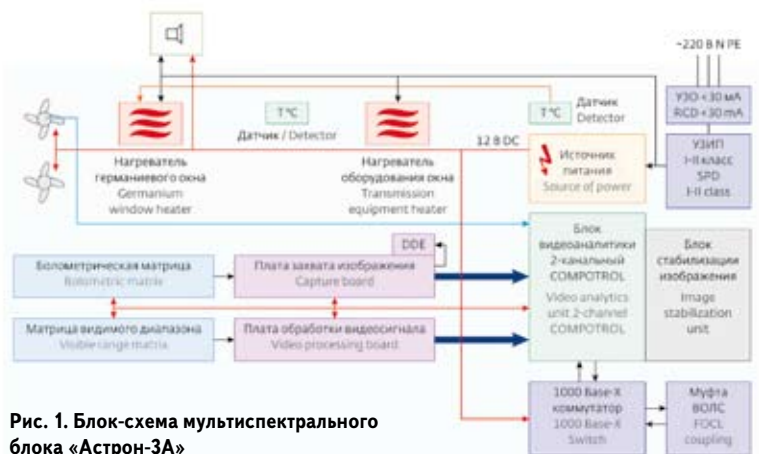 ~220 В N PE
УЗО <30 мА
RCD <30 mA
УЗИП
I-II класс
SPD
I-II class
T °C
Датчик / Detector
T °C
Датчик
Detector
12 В DC
Источник
питания
Source of power
Нагреватель
германиевого окна
Germanium
window heater
Нагреватель
оборудования окна
Transmission
equipment heater
DDE
Болометрическая матрица
Bolometric matrix
Плата захвата изображения
Capture board
Матрица видимого диапазона
Visible range matrix
Плата обработки видеосигнала
Video processing board
Блок
видеоаналитики
2-канальный
COMPOTROL
Video analytics
unit 2-channel
COMPOTROL
Блок
стабилизации
изображения
Image
stabilization
unit
1000 Base-X
коммутатор
1000 Base-X
Switch
Муфта
ВОЛС
FOCL
coupling
Рис. 1. Блок-схема мультиспектрального
блока «Астрон-3А»